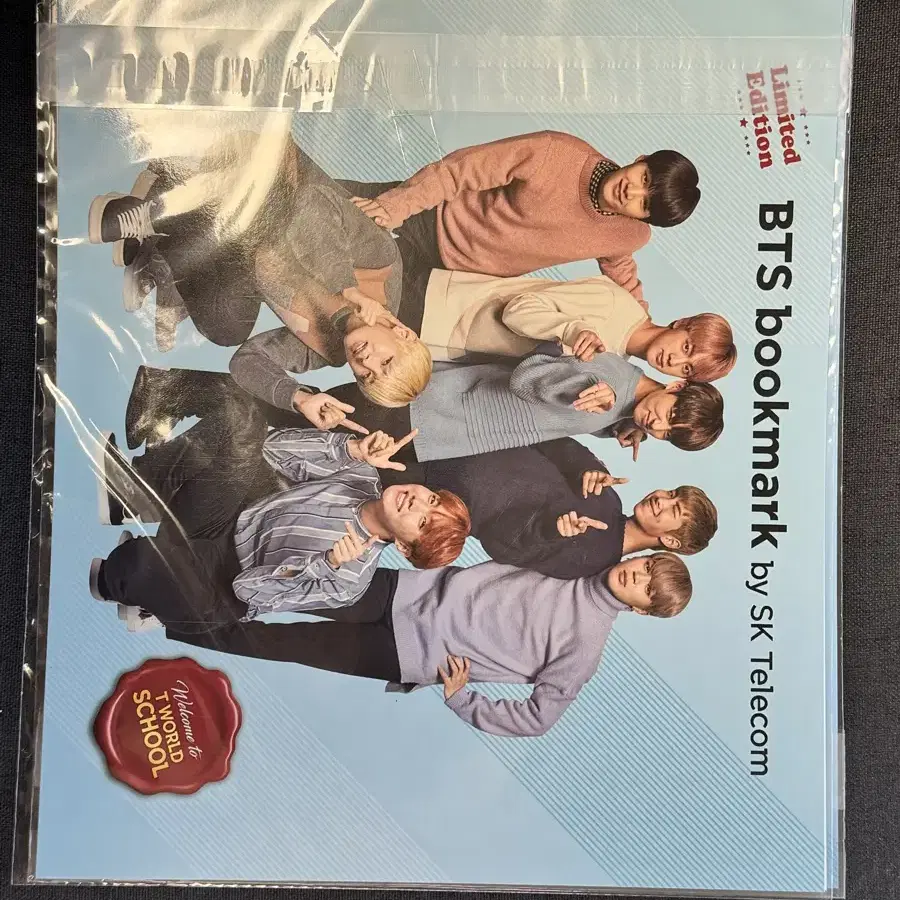 Limited
Edition
BTS bookmark by SK Telecom
Welcome to
T WORLD
SCHOOL